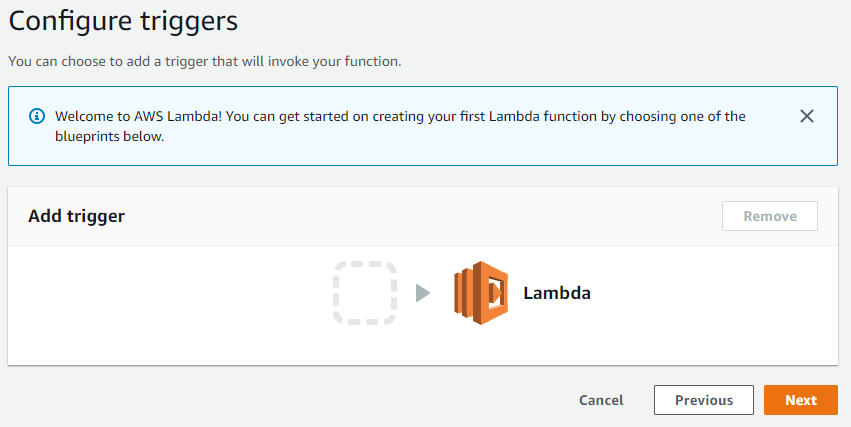 Configure triggers
You can choose to add a trigger that will invoke your function.
Welcome to AWS Lambda! You can get started on creating your first Lambda function by choosing one of the
blueprints below.
Add trigger
Remove
Lambda
Cancel
Previous
Next